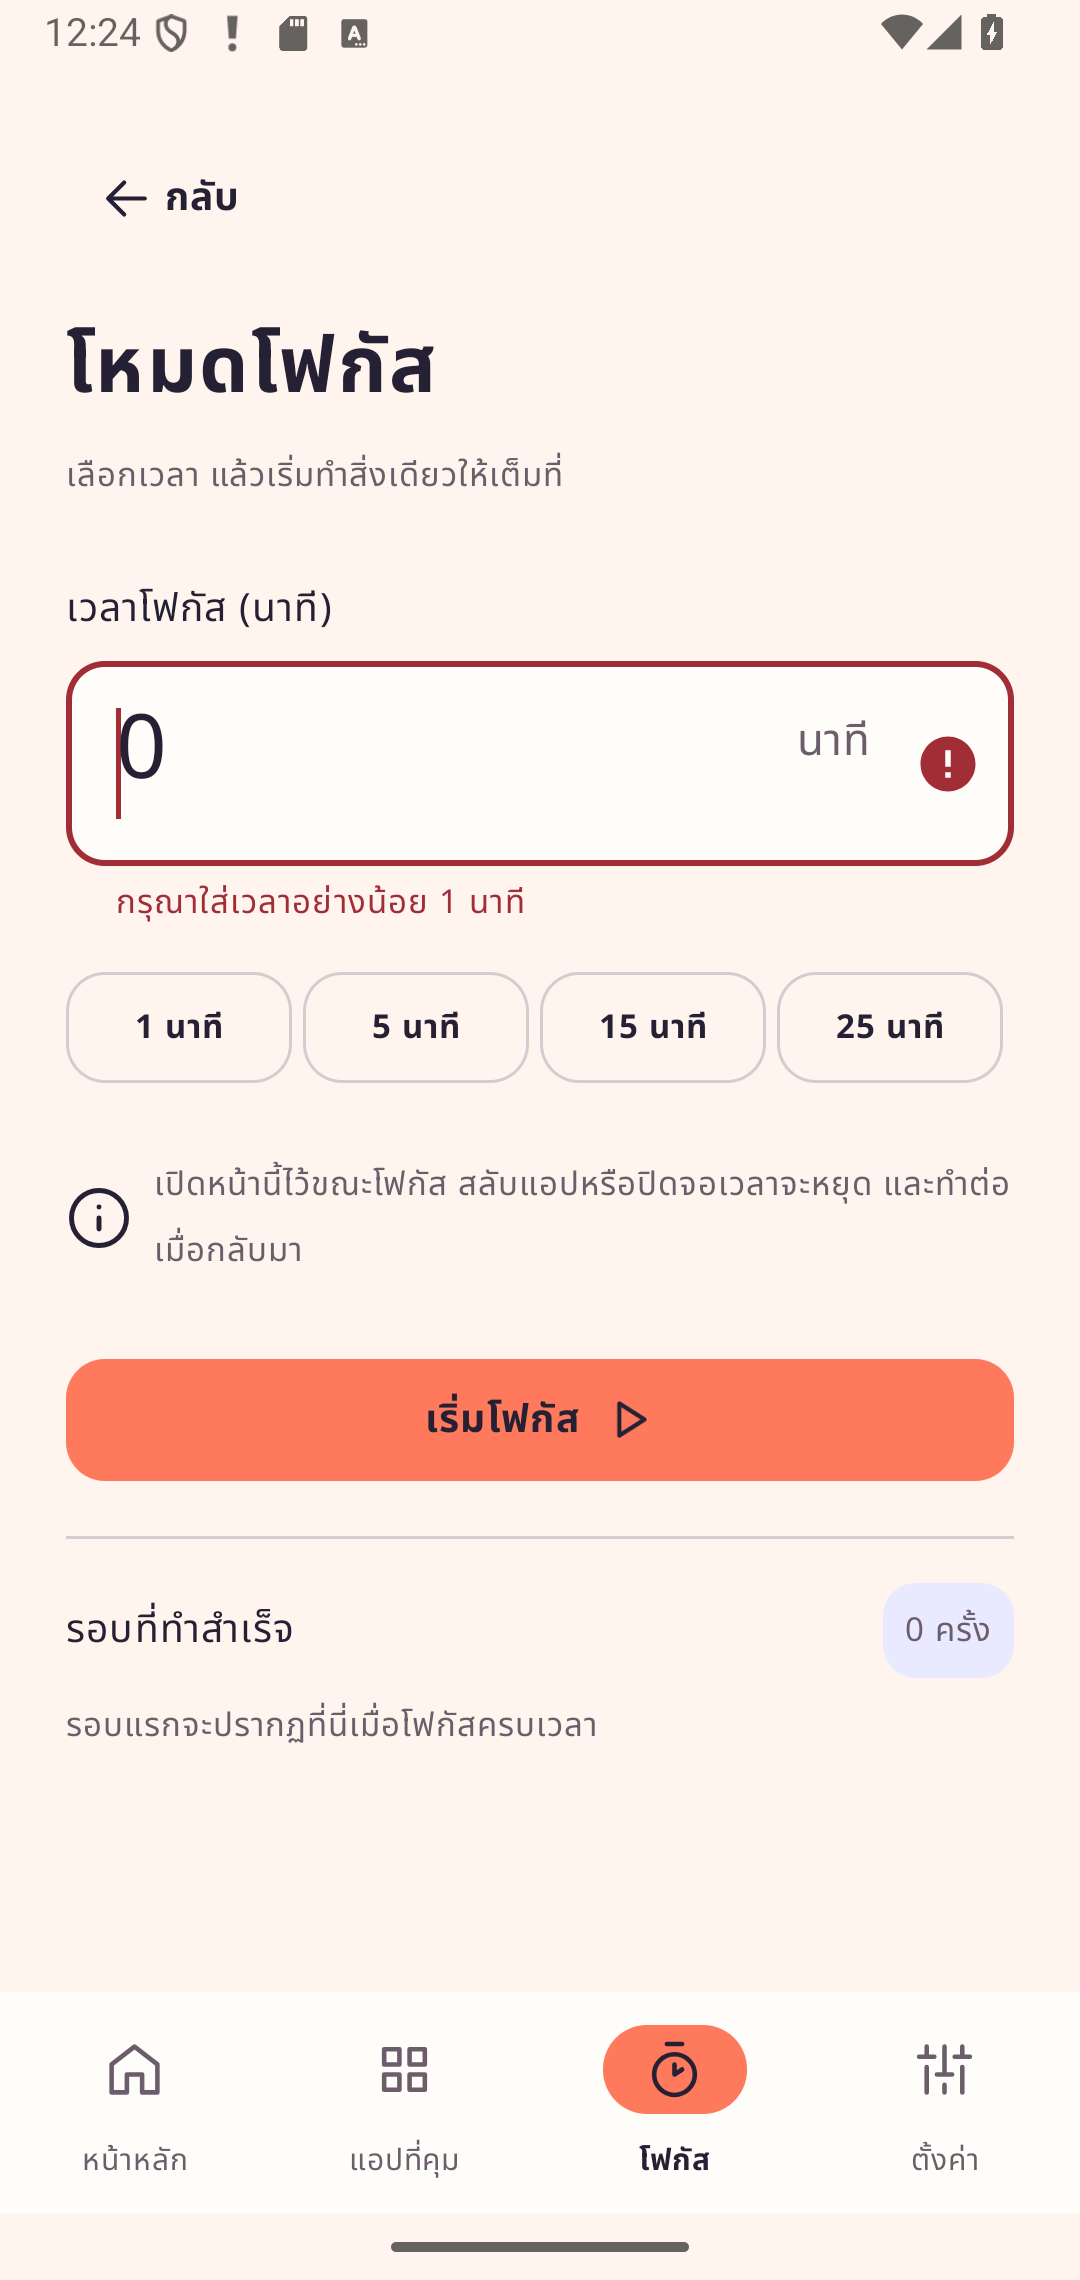 12:24
กลับ
โหมดโฟกัส
เลือกเวลา แล้วเริ่มทำสิ่งเดียวให้เต็มที่
เวลาโฟกัส (นาที)
0 นาที
กรุณาใส่เวลาอย่างน้อย 1 นาที
1 นาที 5 นาที 15 นาที 25 นาที
เปิดหน้านี้ไว้ขณะโฟกัส สลับแอปหรือปิดจอเวลาจะหยุด และทำต่อ
เมื่อกลับมา
เริ่มโฟกัส
รอบที่ทำสำเร็จ 0 ครั้ง
รอบแรกจะปรากฏที่นี่เมื่อโฟกัสครบเวลา
หน้าหลัก แอปที่คุม โฟกัส ตั้งค่า